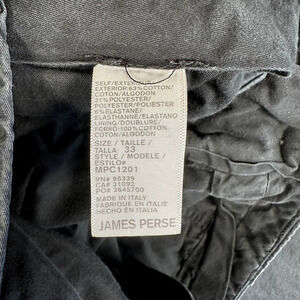 SELF/EXTERIEUR/
EXTERIOR:63%COTTON/
COTON/ALGODON
31%POLYESTER/POLIESTER
6% ELASTANE/
ELASTHANNE/ELASTANO
LINING/DOUBLURE/
FORRO:100%COTTON
COTON/ALGODON
SIZE / TAILLE /
TALLA: 33
STYLE / MODELE /
ESTILO#
MPC1201
RN# 95339
CA# 31092
PO# 2645700
MADE IN ITALY
FABRIQUE EN ITALIE
HECHO EN ITALIA
JAMES PERSE